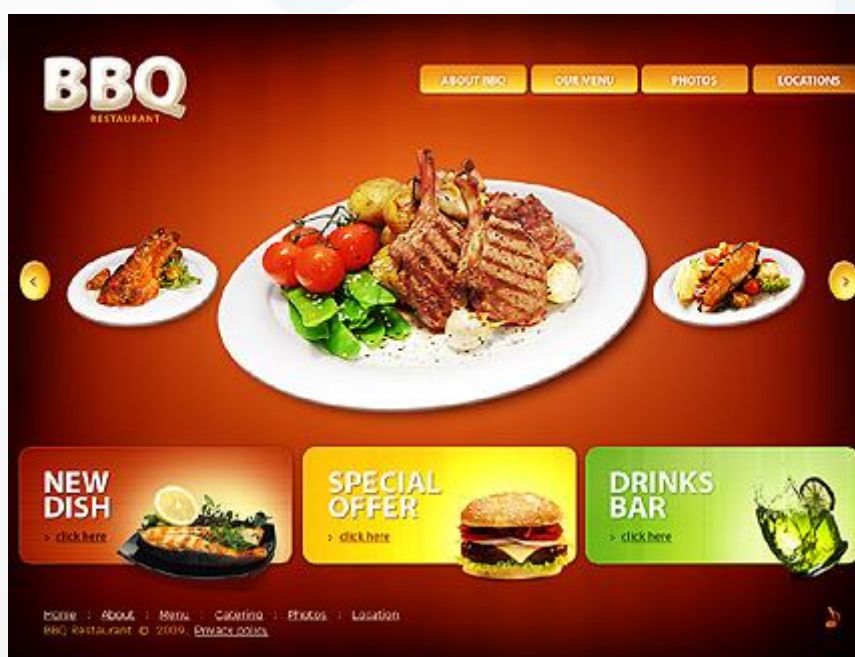 BBQ
RESTAURANT
ABOUT BBQ
OUR MENU
PHOTOS
LOCATIONS
NEW
DISH
> click here
SPECIAL
OFFER
> click here
DRINKS
BAR
> click here
Home : About : Menu : Catering : Photos : Location
BBQ Restaurant © 2009. Privacy policy